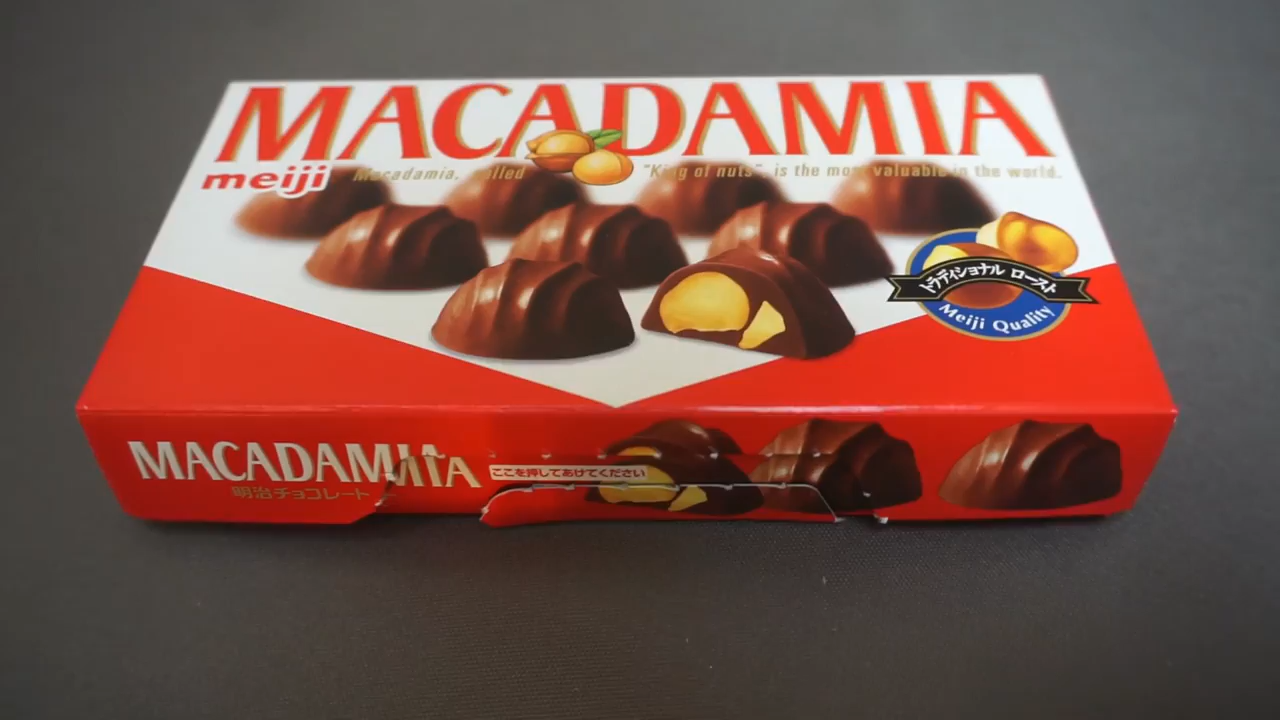 MACADAMIA
meiji
Macadamia, called "King of nuts", is the most valuable in the world.
トラディショナル ロースト
Meiji Quality
MACADAMIA
明治チョコレート
ここを押してあけてください